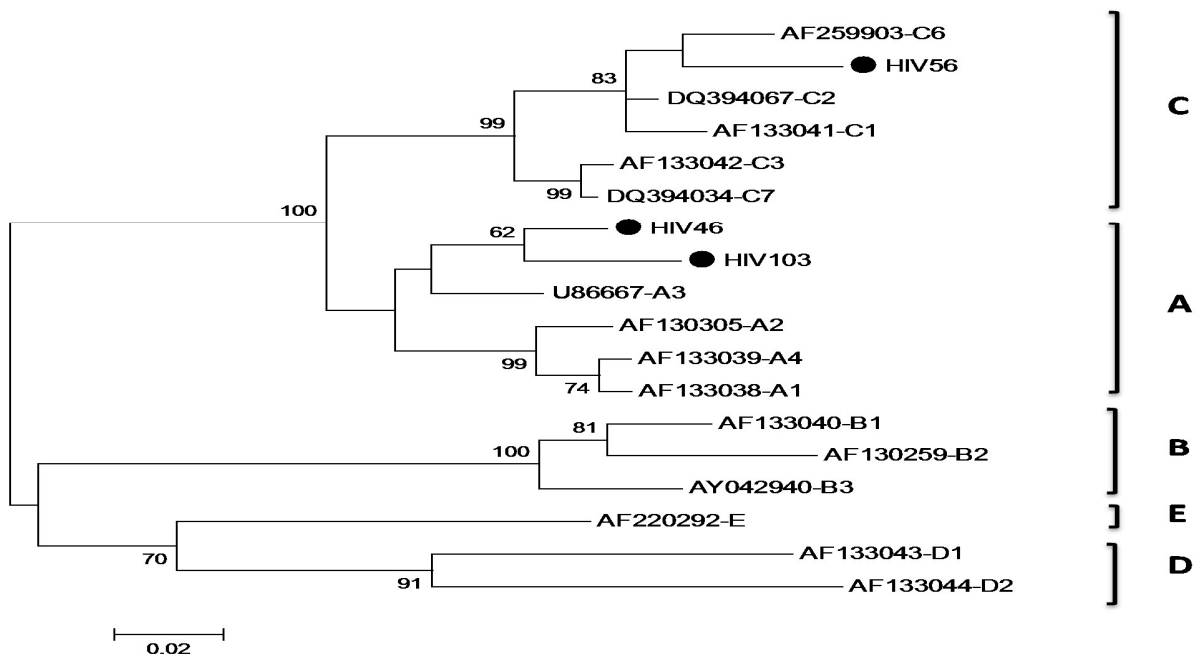 AF259903-C6
HIV56
83
DQ394067-C2
C
99
AF133041-C1
AF133042-C3
99
DQ394034-C7
100
62
HIV46
HIV103
U86667-A3
A
AF130305-A2
99
AF133039-A4
74
AF133038-A1
81
AF133040-B1
100
AF130259-B2
B
AY042940-B3
AF220292-E
E
70
AF133043-D1
D
91
AF133044-D2
0.02